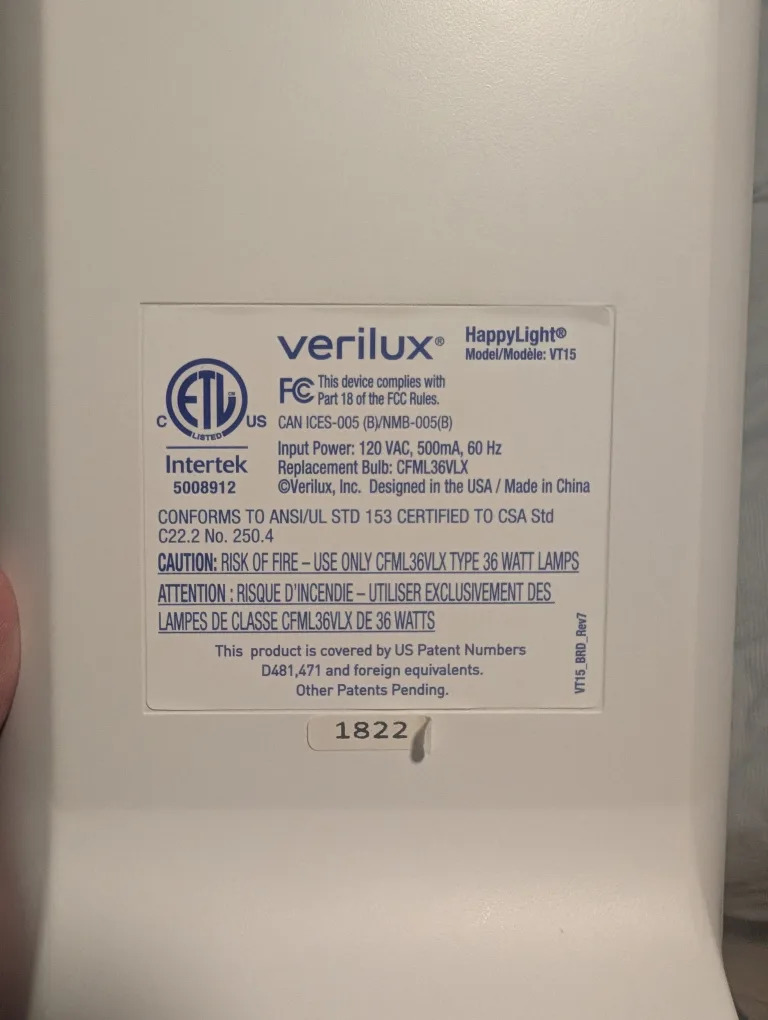 verilux®
HappyLight®
Model/Modèle: VT15
FC This device complies with
Part 18 of the FCC Rules.
CAN ICES-005 (B)/NMB-005(B)
C ETL US
LISTED
Intertek
5008912
Input Power: 120 VAC, 500mA, 60 Hz
Replacement Bulb: CFML36VLX
©Verilux, Inc. Designed in the USA / Made in China
CONFORMS TO ANSI/UL STD 153 CERTIFIED TO CSA Std
C22.2 No. 250.4
CAUTION: RISK OF FIRE – USE ONLY CFML36VLX TYPE 36 WATT LAMPS
ATTENTION : RISQUE D'INCENDIE – UTILISER EXCLUSIVEMENT DES
LAMPES DE CLASSE CFML36VLX DE 36 WATTS
This product is covered by US Patent Numbers
D481,471 and foreign equivalents.
Other Patents Pending.
VT15_BRD_Rev7
1822